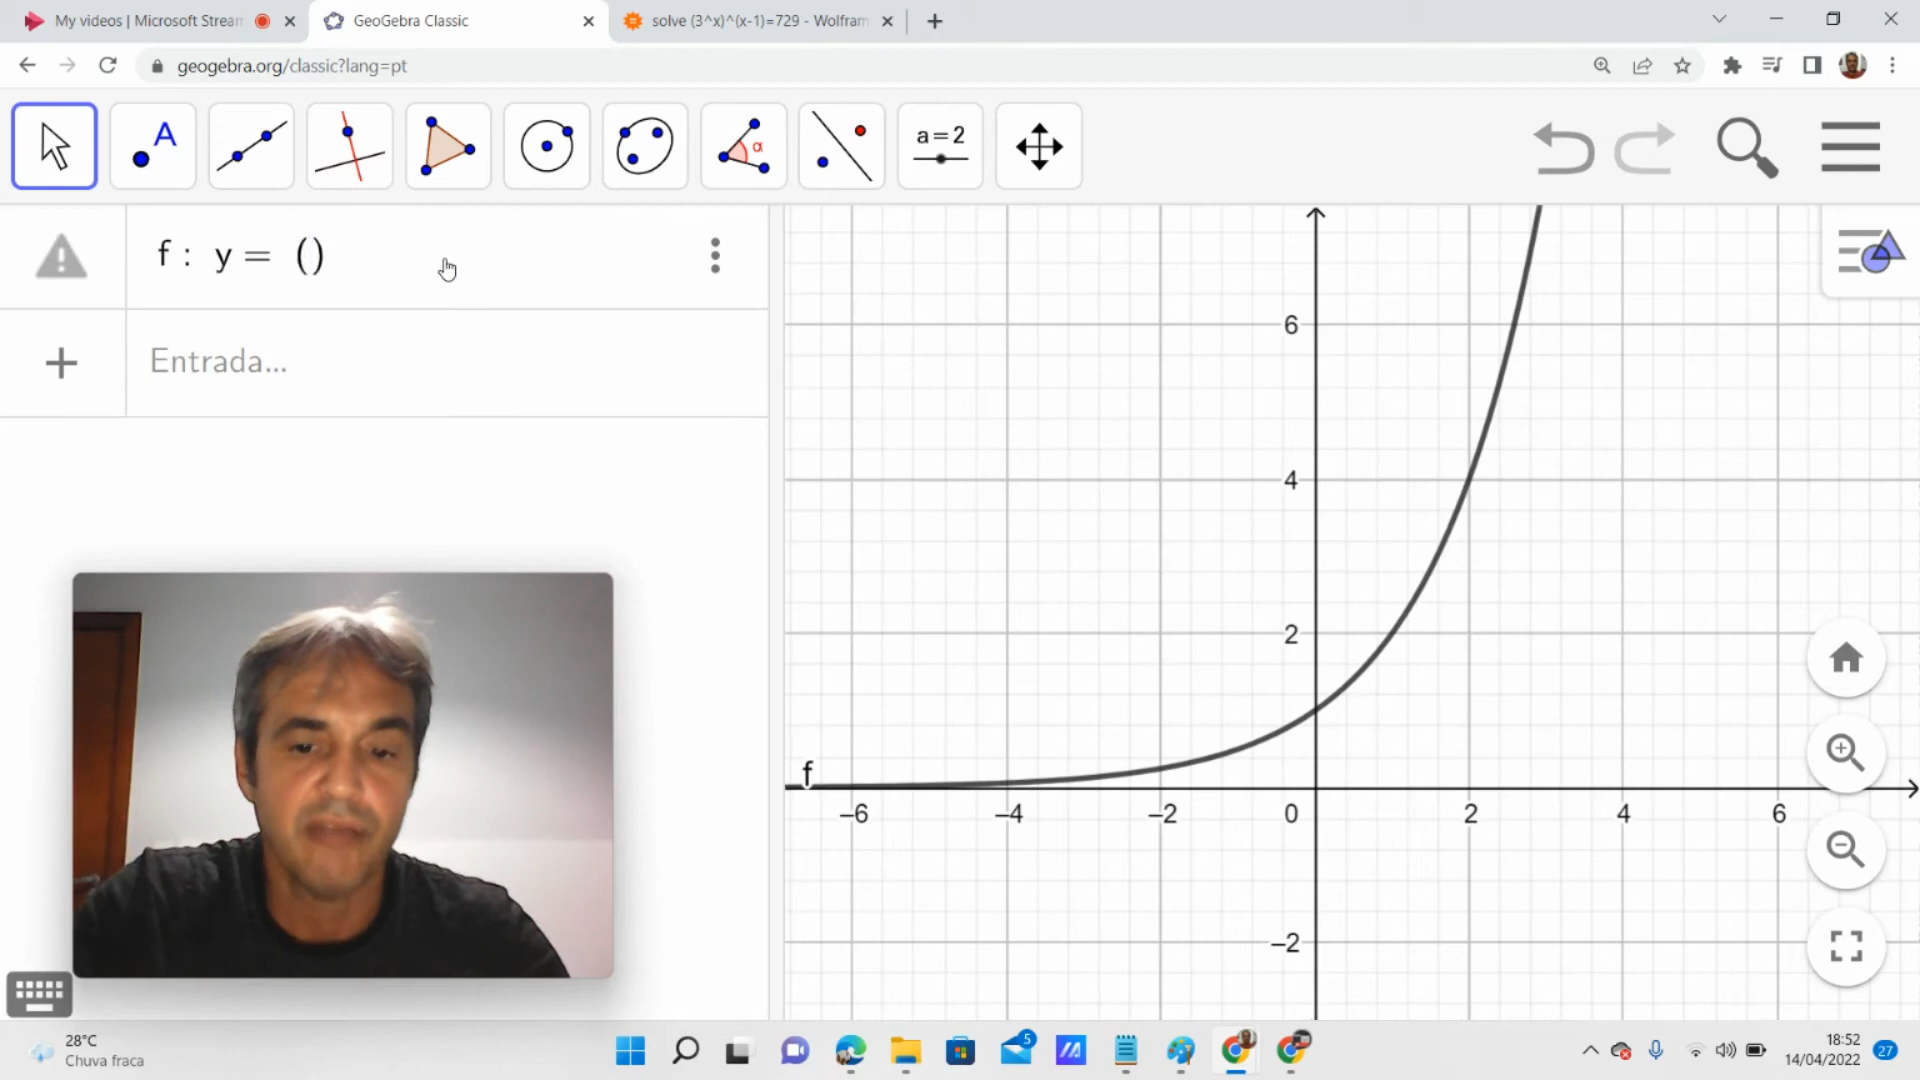 My videos | Microsoft Stream
GeoGebra Classic
solve (3^x)^(x-1)=729 - Wolfram
geogebra.org/classic?lang=pt
A
α
a = 2
f : y = ()
Entrada...
6
4
2
f
-6
-4
-2
0
2
4
6
-2
28°C
Chuva fraca
5
18:52
14/04/2022
27